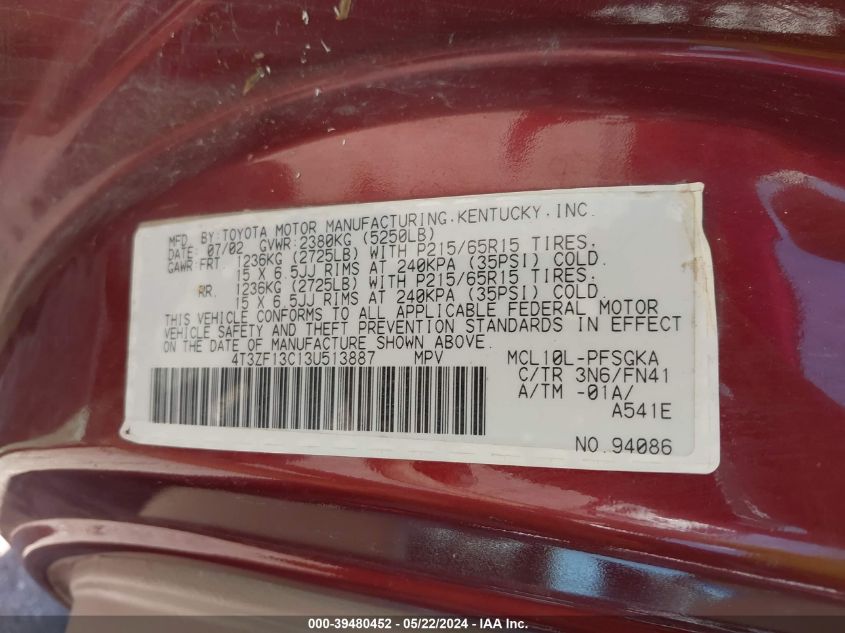 MFD. BY:TOYOTA MOTOR MANUFACTURING,KENTUCKY,INC.
DATE: 07/02 GVWR:2380KG (5250LB)
GAWR:FRT. 1236KG (2725LB) WITH P215/65R15 TIRES,
15 X 6.5JJ RIMS AT 240KPA (35PSI) COLD.
RR. 1236KG (2725LB) WITH P215/65R15 TIRES,
15 X 6.5JJ RIMS AT 240KPA (35PSI) COLD.
THIS VEHICLE CONFORMS TO ALL APPLICABLE FEDERAL MOTOR
VEHICLE SAFETY AND THEFT PREVENTION STANDARDS IN EFFECT
ON THE DATE OF MANUFACTURE SHOWN ABOVE.
4T3ZF13C13U513887 MPV MCL10L-PFSGKA
C/TR 3N6/FN41
A/TM -01A/
A541E
NO.94086
000-39480452 - 05/22/2024 - IAA Inc.